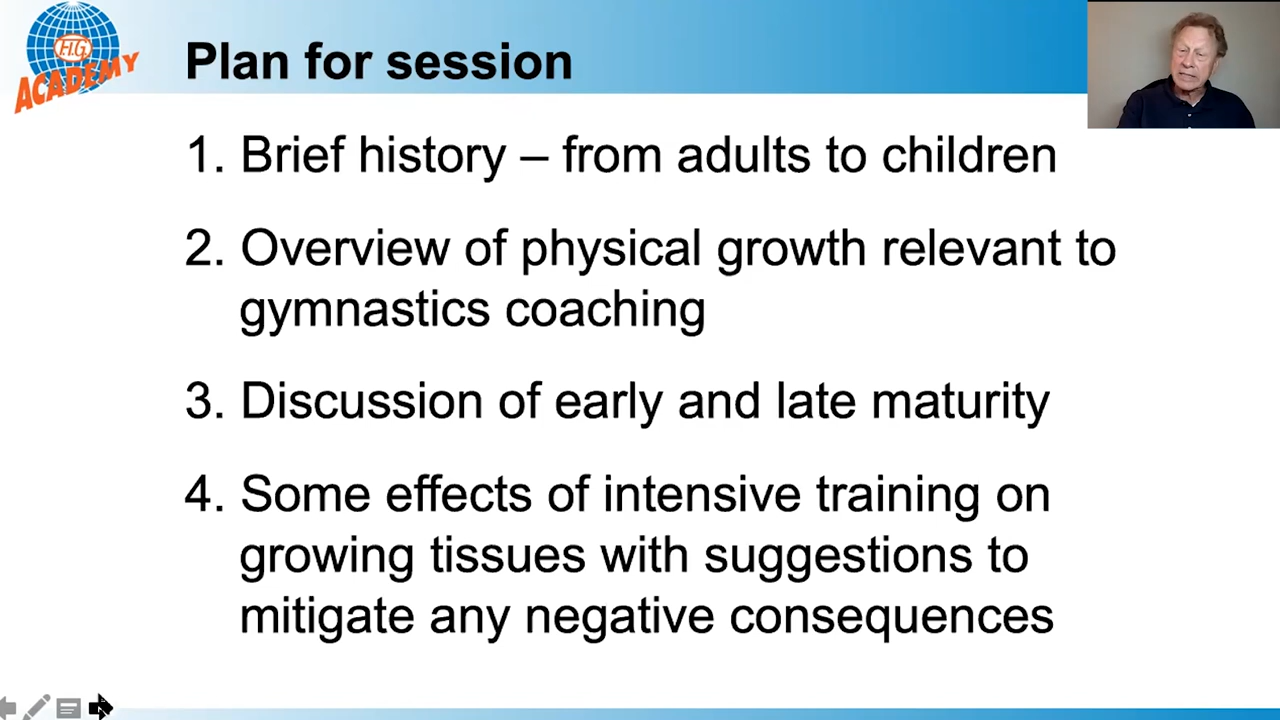 F.I.G.
ACADEMY
Plan for session
1. Brief history – from adults to children
2. Overview of physical growth relevant to
gymnastics coaching
3. Discussion of early and late maturity
4. Some effects of intensive training on
growing tissues with suggestions to
mitigate any negative consequences